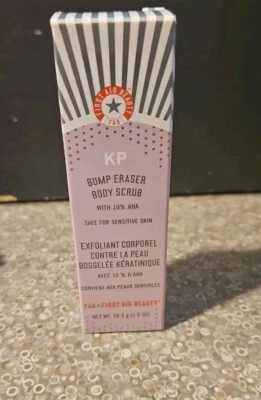 FIRST AID BEAUTY
FAB
KP
BUMP ERASER
BODY SCRUB
WITH 10% AHA
SAFE FOR SENSITIVE SKIN
EXFOLIANT CORPOREL
CONTRE LA PEAU
BOSSELÉE KÉRATINIQUE
AVEC 10 % D'AHA
CONVIENT AUX PEAUX SENSIBLES
FAB = FIRST AID BEAUTY®
NET WT. 28.3 g (1.0 OZ)